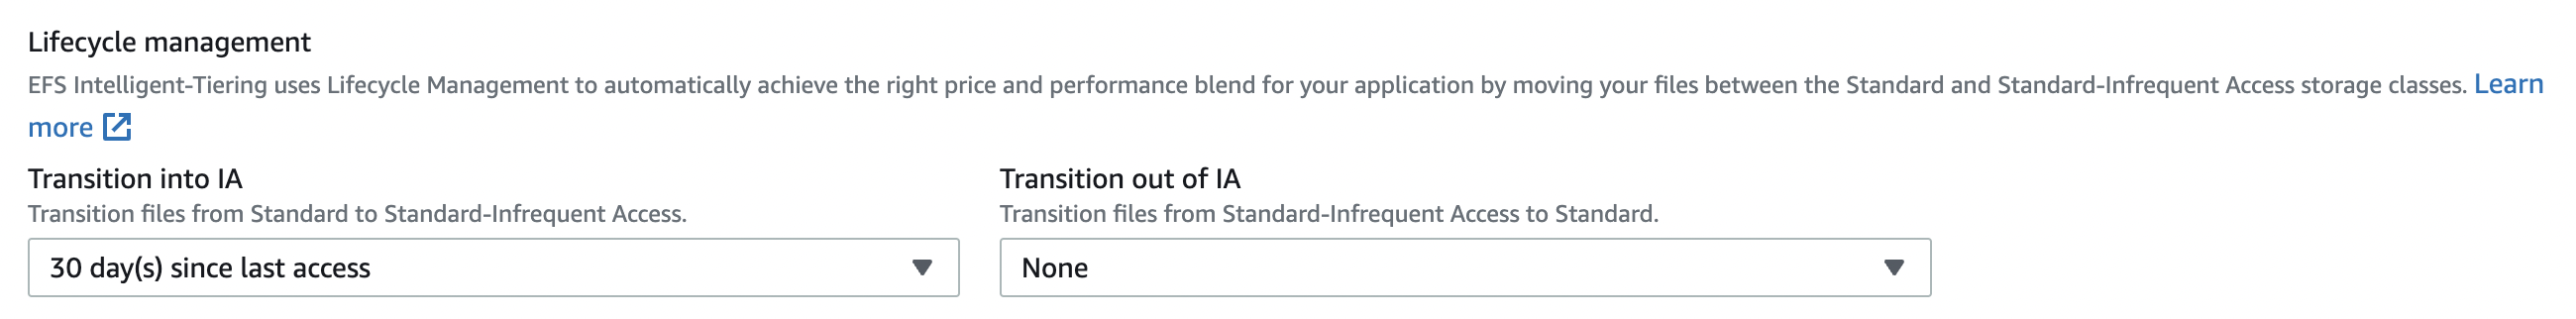 Lifecycle management
EFS Intelligent-Tiering uses Lifecycle Management to automatically achieve the right price and performance blend for your application by moving your files between the Standard and Standard-Infrequent Access storage classes. Learn
more
Transition into IA
Transition files from Standard to Standard-Infrequent Access.
30 day(s) since last access
Transition out of IA
Transition files from Standard-Infrequent Access to Standard.
None